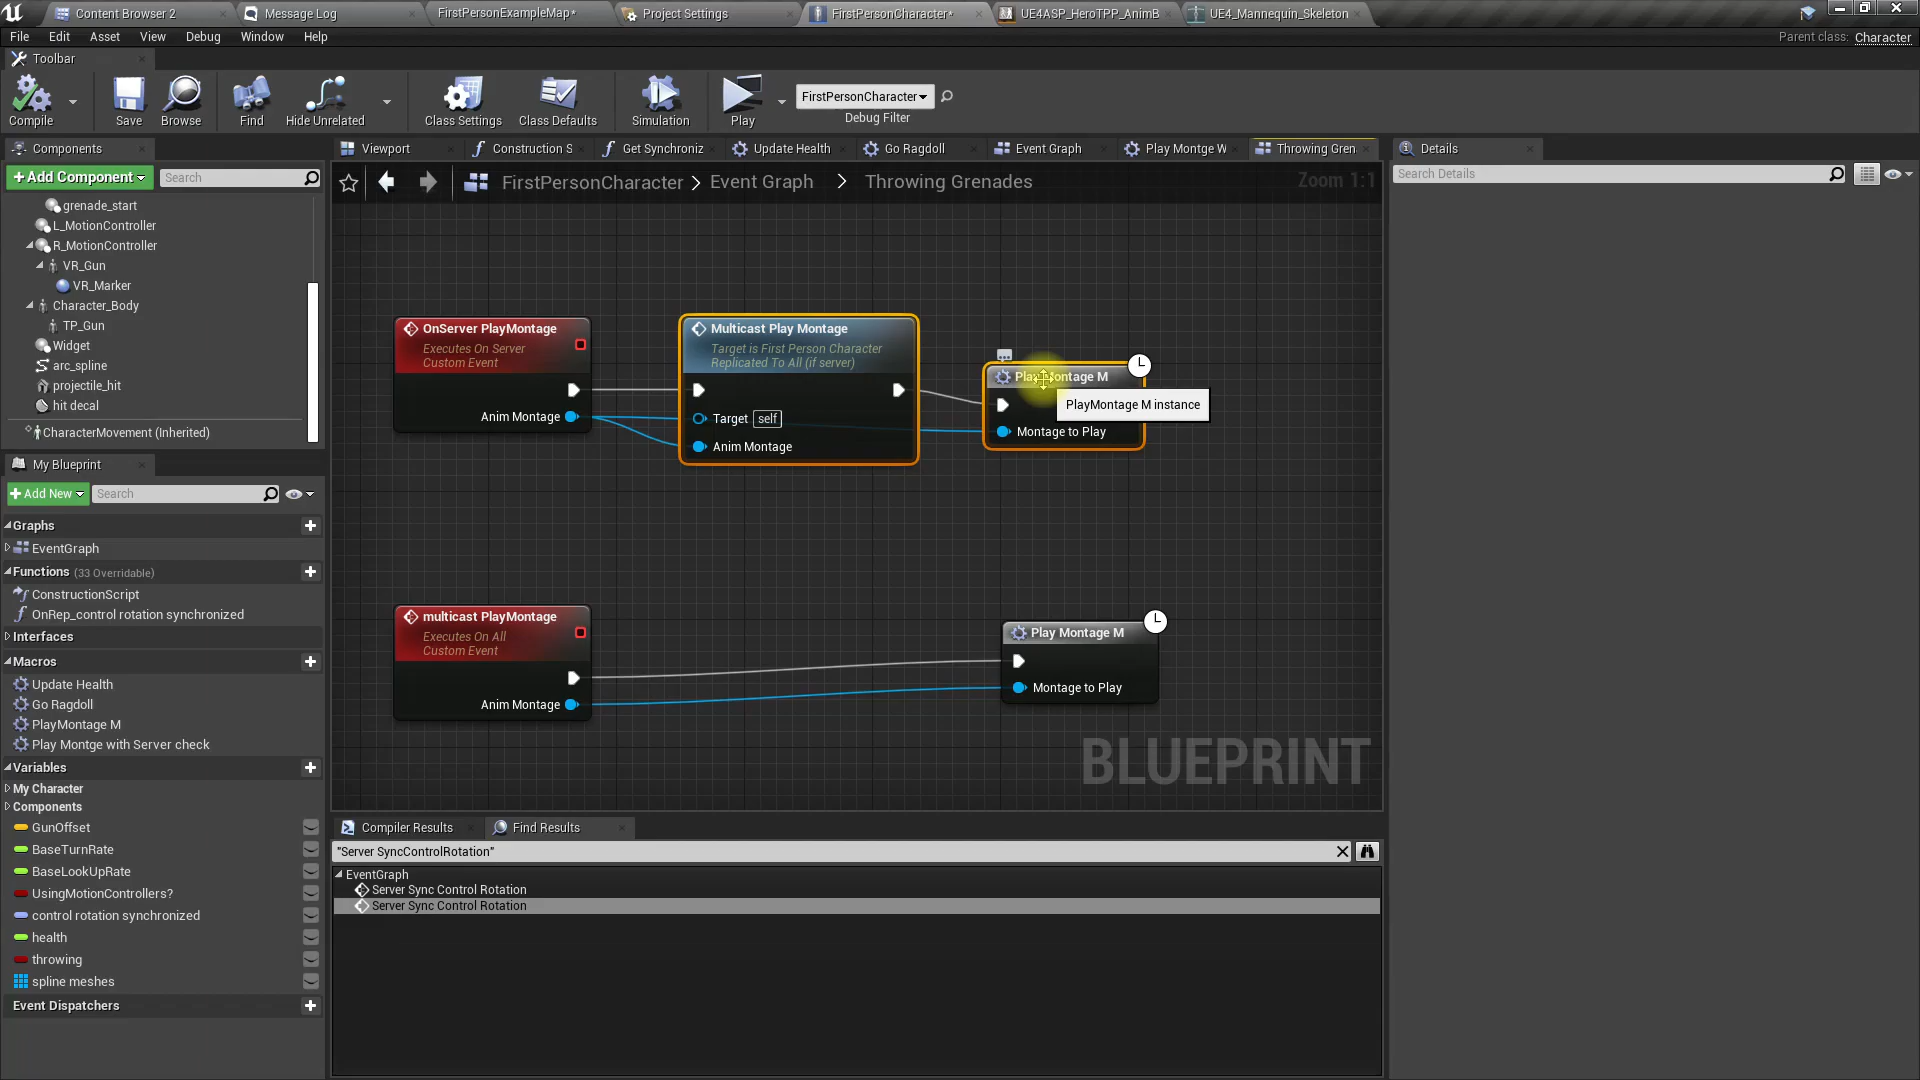 Content Browser 2
Message Log
FirstPersonExampleMap*
Project Settings
FirstPersonCharacter*
UE4ASP_HeroTPP_AnimB
UE4_Mannequin_Skeleton
File
Edit
Asset
View
Debug
Window
Help
Parent class: Character
Toolbar
Compile
Save
Browse
Find
Hide Unrelated
Class Settings
Class Defaults
Simulation
Play
FirstPersonCharacter
Debug Filter
Components
Viewport
Construction S
Get Synchroniz
Update Health
Go Ragdoll
Event Graph
Play Montge W
Throwing Gren
Details
+Add Component
Search
FirstPersonCharacter
Event Graph
Throwing Grenades
Zoom 1:1
Search Details
grenade_start
L_MotionController
R_MotionController
VR_Gun
VR_Marker
Character_Body
TP_Gun
Widget
arc_spline
projectile_hit
hit decal
CharacterMovement (Inherited)
OnServer PlayMontage
Executes On Server
Custom Event
Anim Montage
Multicast Play Montage
Target is First Person Character
Replicated To All (if server)
Target
self
Anim Montage
PlayMontage M
PlayMontage M instance
Montage to Play
My Blueprint
+Add New
Search
Graphs
EventGraph
Functions (33 Overridable)
ConstructionScript
OnRep_control rotation synchronized
Interfaces
Macros
Update Health
Go Ragdoll
PlayMontage M
Play Montge with Server check
Variables
My Character
Components
GunOffset
BaseTurnRate
BaseLookUpRate
UsingMotionControllers?
control rotation synchronized
health
throwing
spline meshes
Event Dispatchers
multicast PlayMontage
Executes On All
Custom Event
Anim Montage
Play Montage M
Montage to Play
BLUEPRINT
Compiler Results
Find Results
"Server SyncControlRotation"
EventGraph
Server Sync Control Rotation
Server Sync Control Rotation